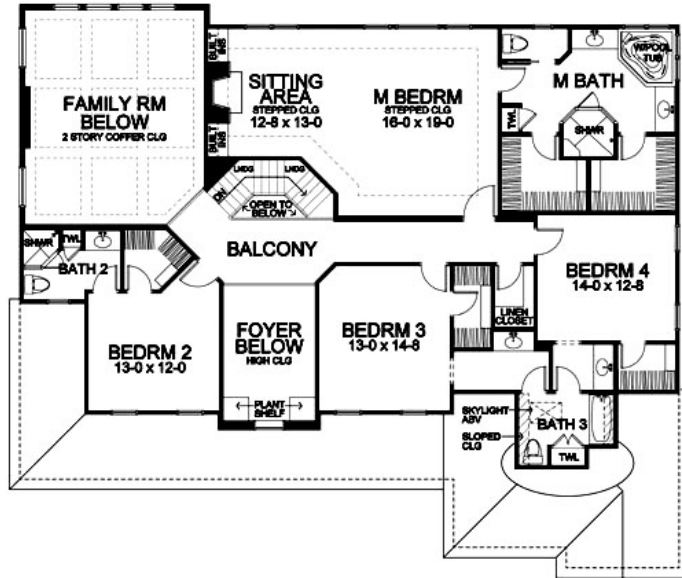 FAMILY RM
BELOW
2 STORY COFFER CLG
BUILT
INS
BUILT
INS
SITTING
AREA
STEPPED CLG
12-8 x 13-0
M BEDRM
STEPPED CLG
16-0 x 19-0
M BATH
W/POOL
TUB
TWL
SHWR
LNDG
LNDG
DN
OPEN TO
BELOW
BALCONY
SHWR
TWL
BATH 2
BEDRM 2
13-0 x 12-0
FOYER
BELOW
HIGH CLG
PLANT
SHELF
BEDRM 3
13-0 x 14-8
LINEN
CLOSET
BEDRM 4
14-0 x 12-8
SKYLIGHT
ABV
SLOPED
CLG
BATH 3
TWL